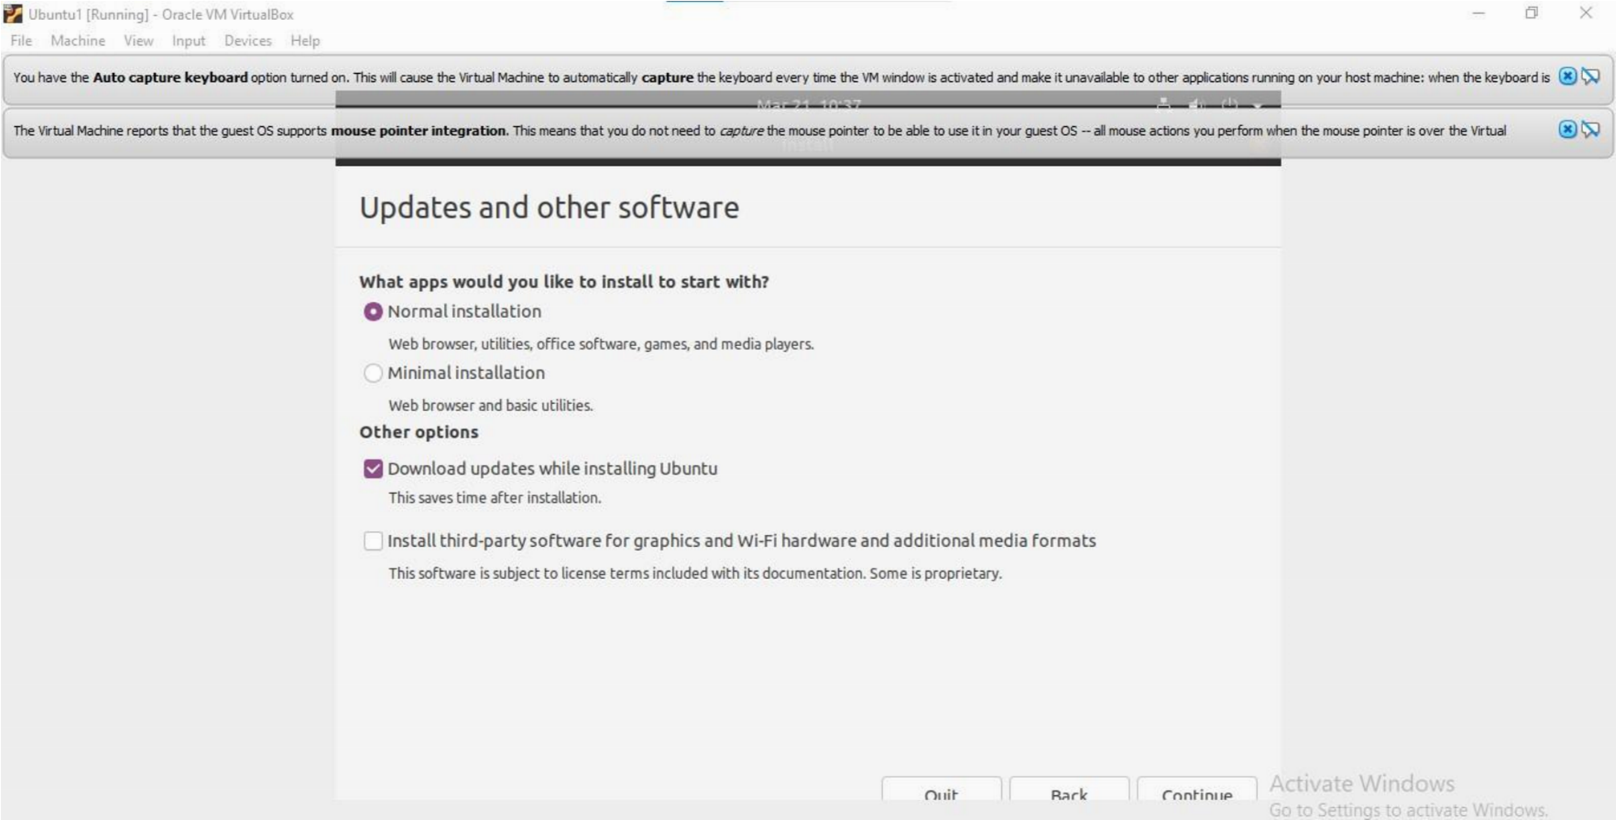 Ubuntu1 [Running] - Oracle VM VirtualBox
File Machine View Input Devices Help
You have the Auto capture keyboard option turned on. This will cause the Virtual Machine to automatically capture the keyboard every time the VM window is activated and make it unavailable to other applications running on your host machine: when the keyboard is
Mar 21 10:37
The Virtual Machine reports that the guest OS supports mouse pointer integration. This means that you do not need to capture the mouse pointer to be able to use it in your guest OS -- all mouse actions you perform when the mouse pointer is over the Virtual
Install
Updates and other software
What apps would you like to install to start with?
Normal installation
Web browser, utilities, office software, games, and media players.
Minimal installation
Web browser and basic utilities.
Other options
Download updates while installing Ubuntu
This saves time after installation.
Install third-party software for graphics and Wi-Fi hardware and additional media formats
This software is subject to license terms included with its documentation. Some is proprietary.
Quit Back Continue
Activate Windows
Go to Settings to activate Windows.